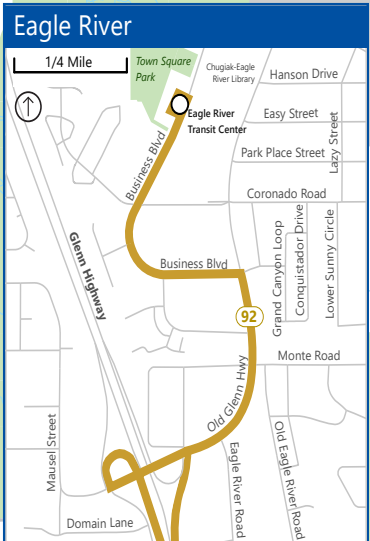 Eagle River
1/4 Mile
Town Square
Park
Chugiak-Eagle
River Library
Hanson Drive
Eagle River
Transit Center
Easy Street
Park Place Street
Lazy Street
Business Blvd
Coronado Road
Glenn Highway
Business Blvd
Grand Canyon Loop
Conquistador Drive
Lower Sunny Circle
92
Monte Road
Old Glenn Hwy
Mausel Street
Eagle River Road
Old Eagle River Road
Domain Lane